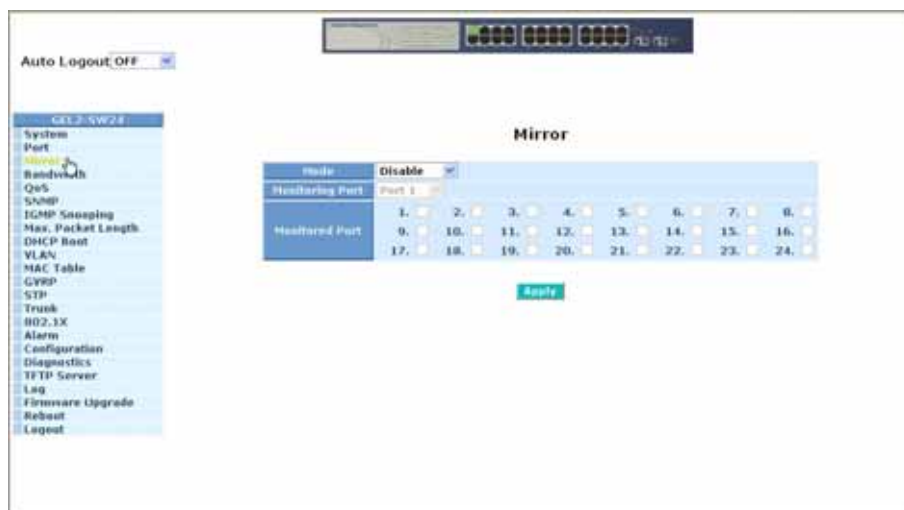 Auto Logout OFF
GEL2-SW24
System
Port
Mirror
Bandwidth
QoS
SNMP
IGMP Snooping
Max. Packet Length
DHCP Boot
VLAN
MAC Table
GVRP
STP
Trunk
802.1X
Alarm
Configuration
Diagnostics
TFTP Server
Log
Firmware Upgrade
Reboot
Logout
Mirror
Mode Disable
Monitoring Port Port 1
Monitored Port
1. 2. 3. 4. 5. 6. 7. 8.
9. 10. 11. 12. 13. 14. 15. 16.
17. 18. 19. 20. 21. 22. 23. 24.
Apply